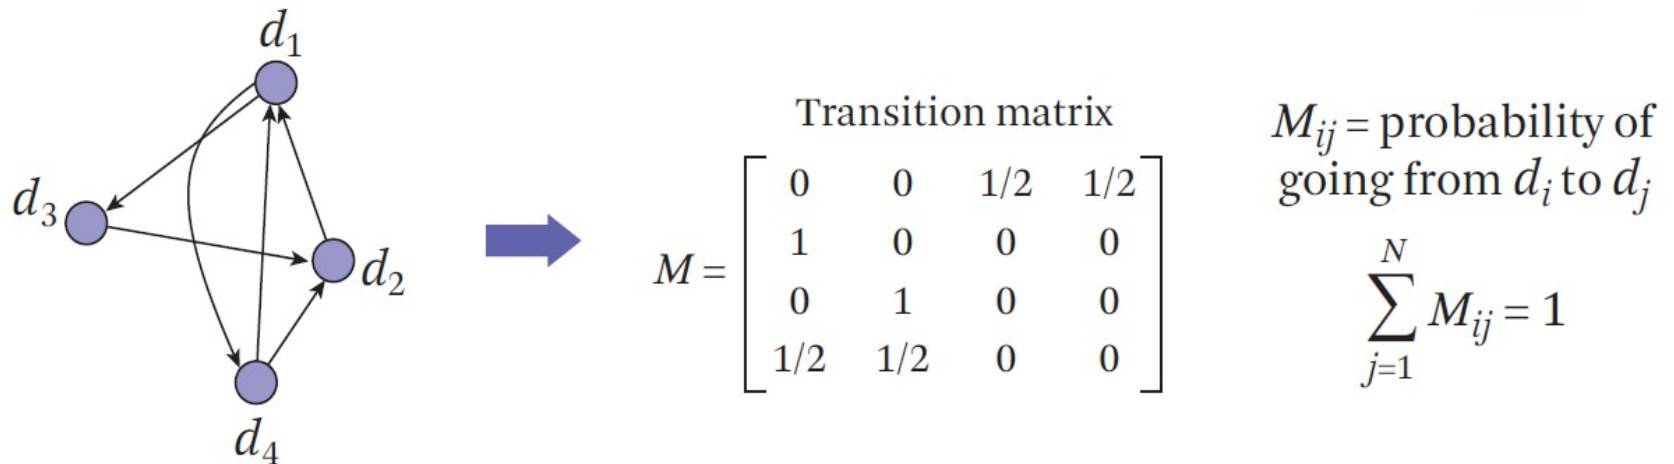 d₁
d₃
d₂
d₄
Transition matrix
M =
0 0 1/2 1/2
1 0 0 0
0 1 0 0
1/2 1/2 0 0
Mᵢⱼ = probability of
going from dᵢ to dⱼ
N
∑ Mᵢⱼ = 1
j=1